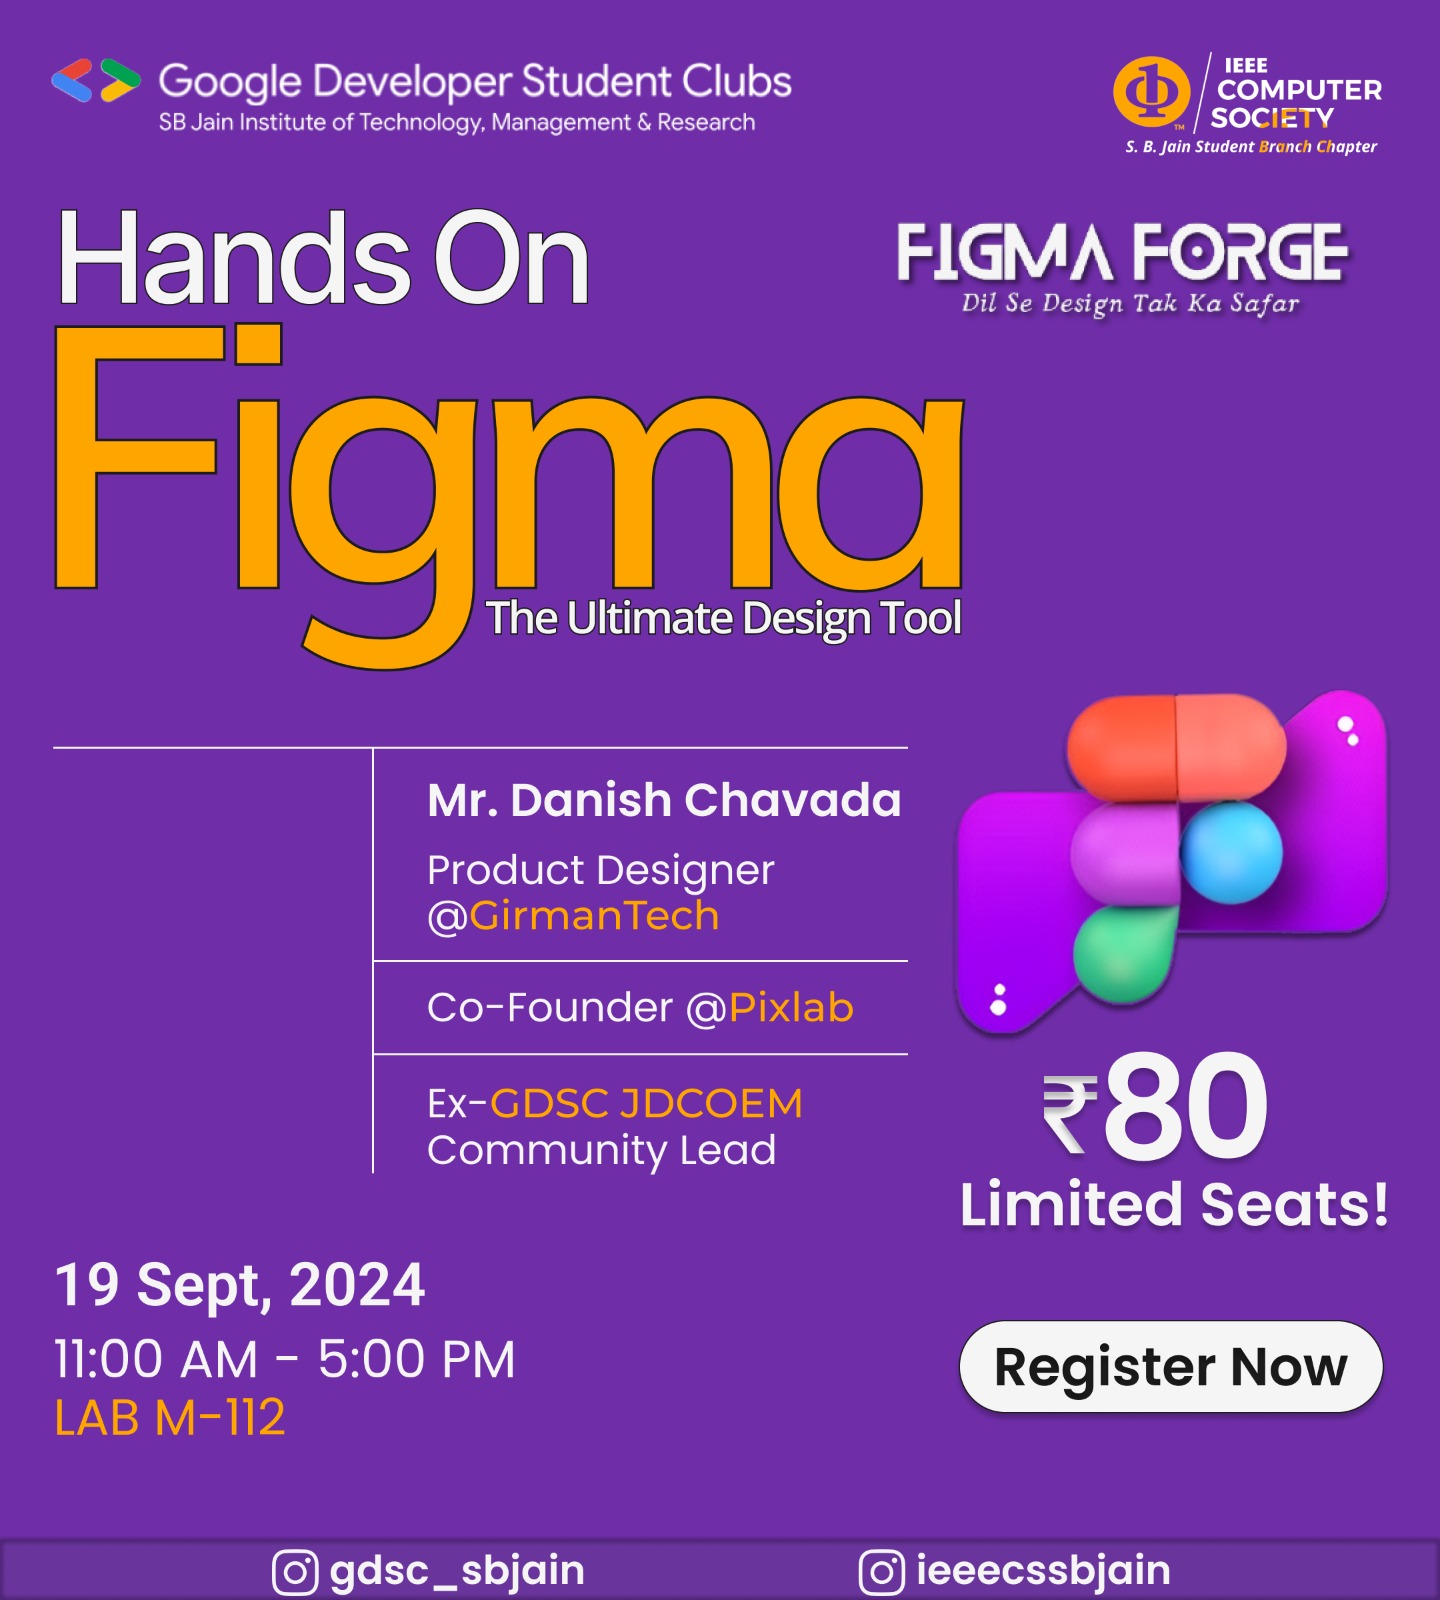 Google Developer Student Clubs
SB Jain Institute of Technology, Management & Research
IEEE
COMPUTER
SOCIETY
TM
S. B. Jain Student Branch Chapter
Hands On
Figma
The Ultimate Design Tool
FIGMA FORGE
Dil Se Design Tak Ka Safar
Mr. Danish Chavada
Product Designer
@GirmanTech
Co-Founder @Pixlab
Ex-GDSC JDCOEM
Community Lead
₹80
Limited Seats!
19 Sept, 2024
11:00 AM - 5:00 PM
LAB M-112
Register Now
gdsc_sbjain
ieeecssbjain